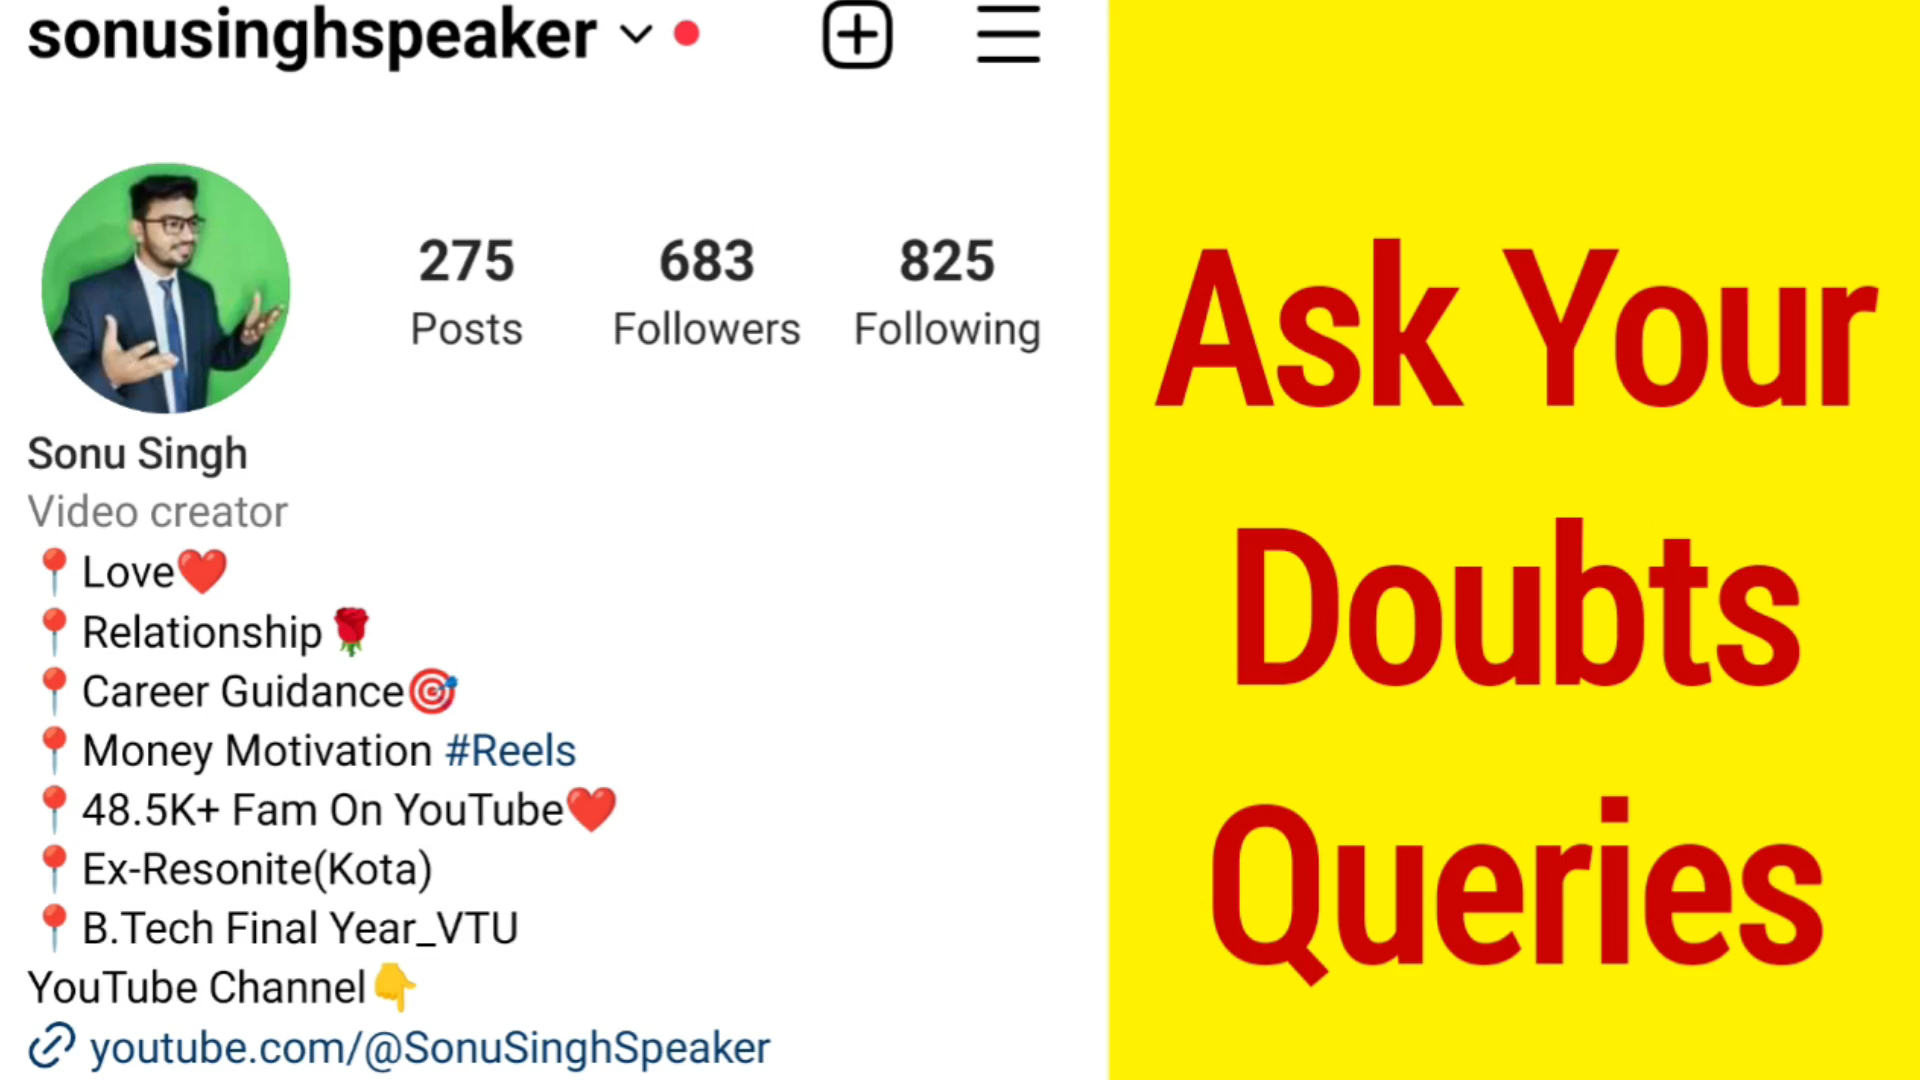 sonusinghspeaker
275 683 825
Posts Followers Following
Sonu Singh
Video creator
📍Love❤️
📍Relationship🌹
📍Career Guidance🎯
📍Money Motivation #Reels
📍48.5K+ Fam On YouTube❤️
📍Ex-Resonite(Kota)
📍B.Tech Final Year_VTU
YouTube Channel👇
youtube.com/@SonuSinghSpeaker
Ask Your
Doubts
Queries